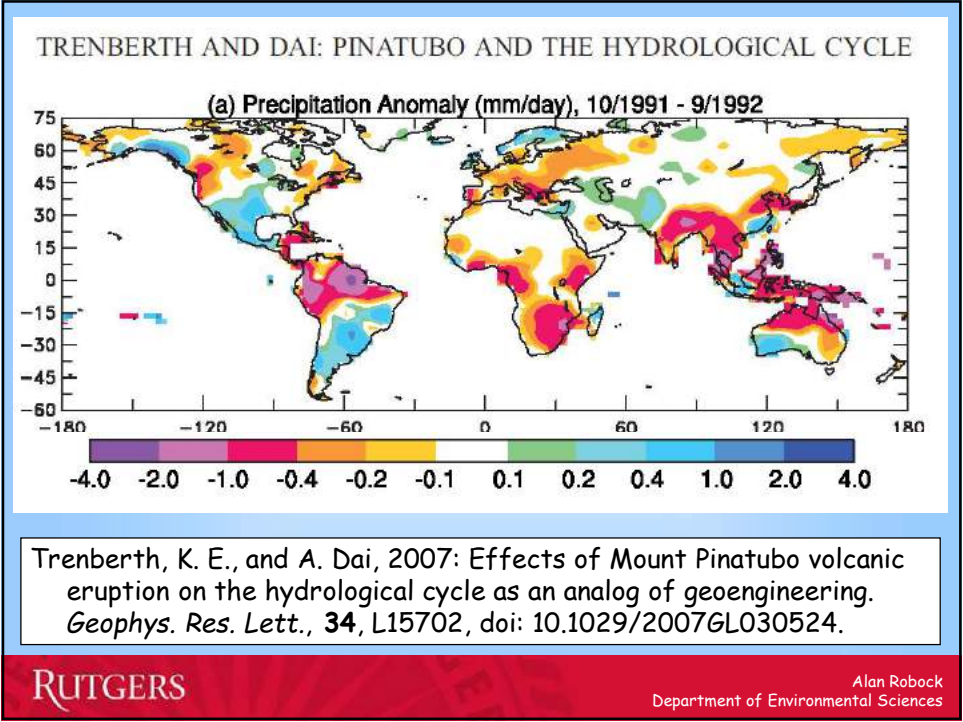 TRENBERTH AND DAI: PINATUBO AND THE HYDROLOGICAL CYCLE
(a) Precipitation Anomaly (mm/day), 10/1991 - 9/1992
75
60
45
30
15
0
−15
−30
−45
−60
−180 −120 −60 0 60 120 180
-4.0 -2.0 -1.0 -0.4 -0.2 -0.1 0.1 0.2 0.4 1.0 2.0 4.0
Trenberth, K. E., and A. Dai, 2007: Effects of Mount Pinatubo volcanic
eruption on the hydrological cycle as an analog of geoengineering.
Geophys. Res. Lett., 34, L15702, doi: 10.1029/2007GL030524.
RUTGERS
Alan Robock
Department of Environmental Sciences